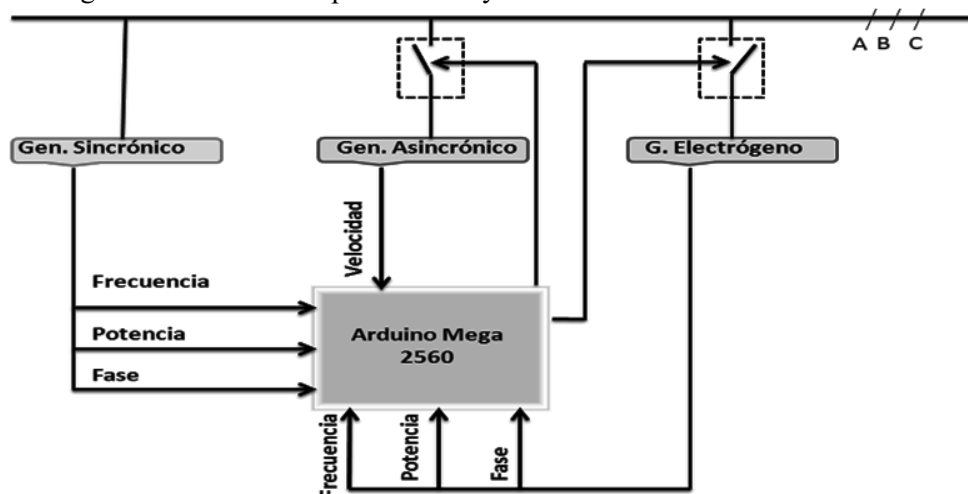 A B C
Gen. Sincrónico
Gen. Asincrónico
G. Electrógeno
Velocidad
Frecuencia
Potencia
Fase
Arduino Mega
2560
Frecuencia
Potencia
Fase